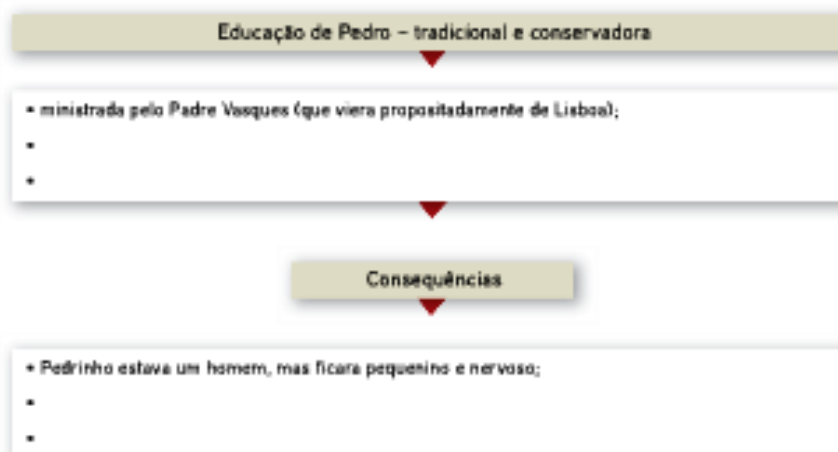 Educação de Pedro – tradicional e conservadora
• ministrada pelo Padre Vasques (que viera propositadamente de Lisboa);
•
•
Consequências
• Pedrinho estava um homem, mas ficara pequenino e nervoso;
•
•